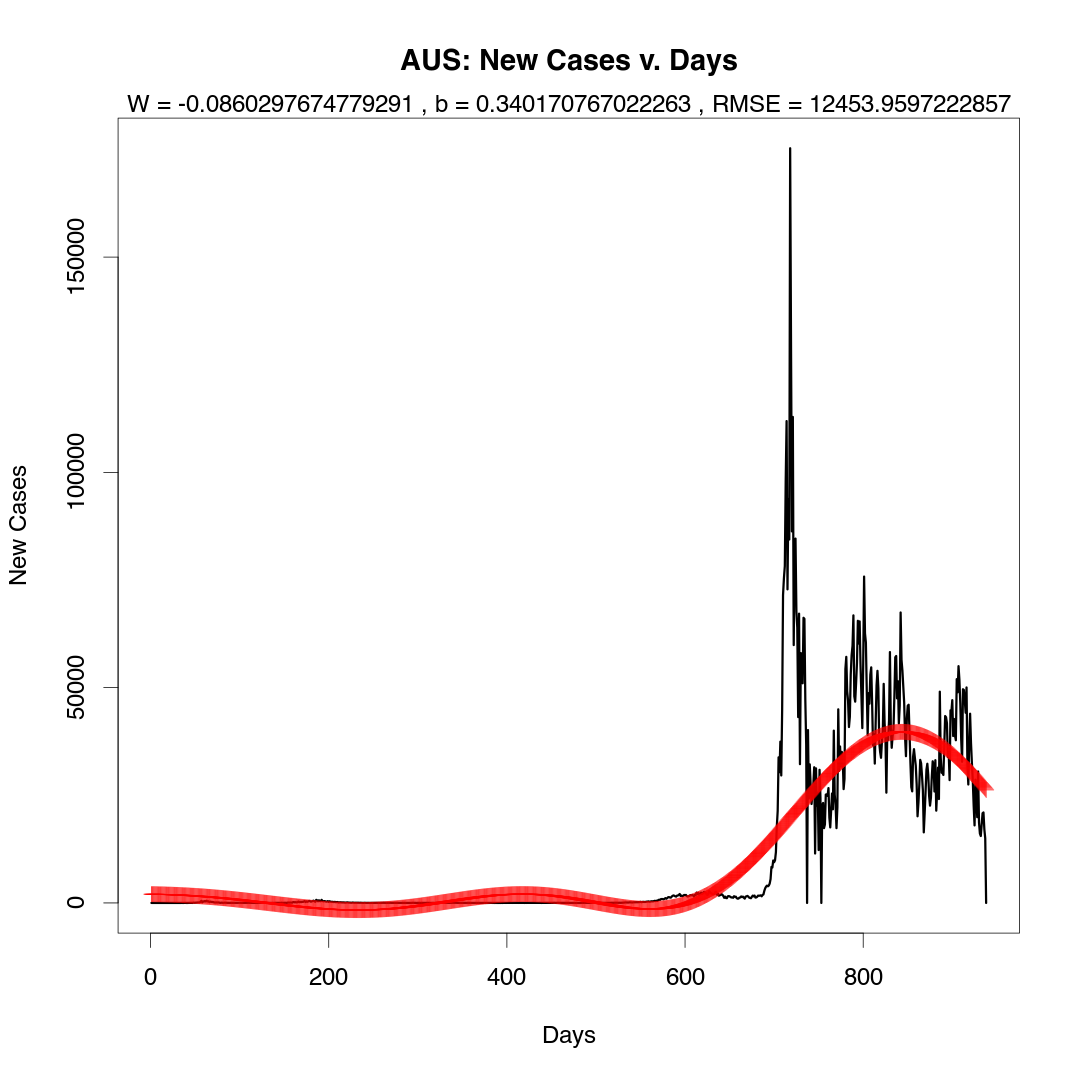 AUS: New Cases v. Days
W = -0.0860297674779291 , b = 0.340170767022263 , RMSE = 12453.9597222857
New Cases
150000
100000
50000
0
0 200 400 600 800
Days